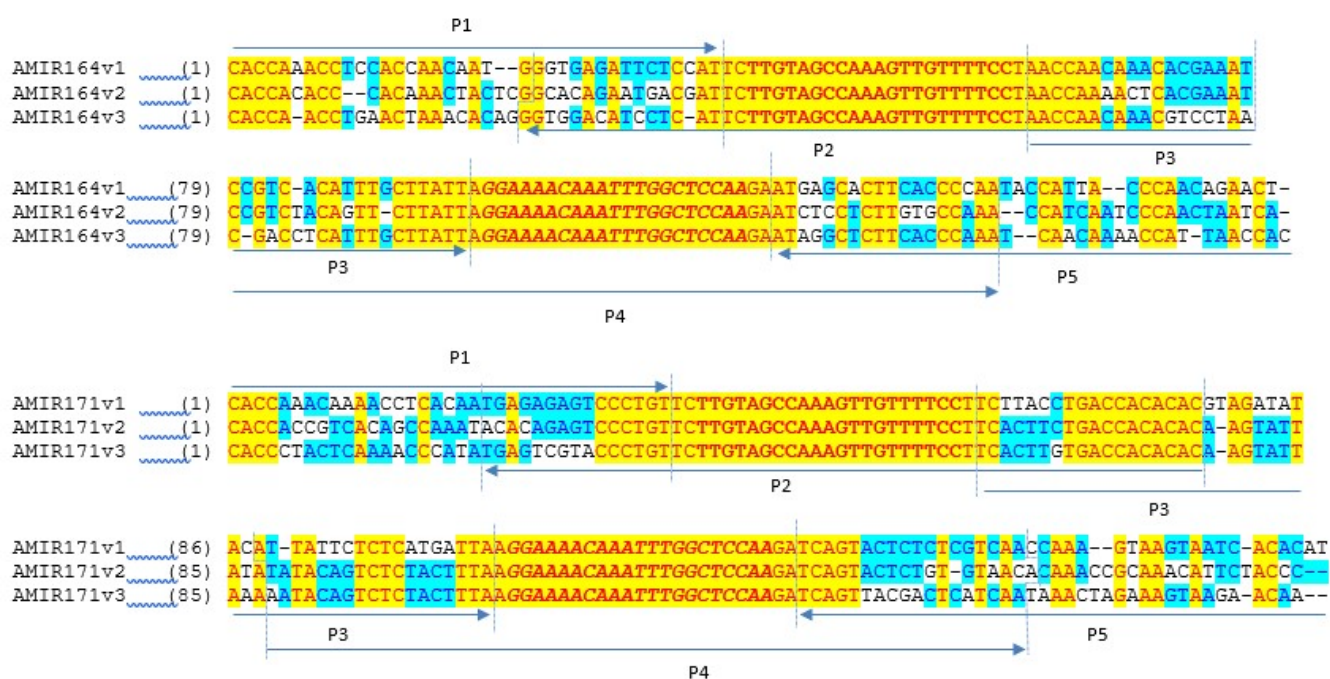 P1
AMIR164v1 (1) CACCAAACCTCCACCAACAAT--GGGTGAGATTCTCCATTCTTGTAGCCAAAGTTGTTTTCCTAACCAACAAACACGAAAT
AMIR164v2 (1) CACCACACC--CACAAACTACTCGGCACAGAATGACGATTCTTGTAGCCAAAGTTGTTTTCCTAACCAAAACTCACGAAAT
AMIR164v3 (1) CACCA-ACCTGAACTAAACACAGGGTGGACATCCTC-ATTCTTGTAGCCAAAGTTGTTTTCCTAACCAACAAACGTCCTAA
P2
P3
AMIR164v1 (79) CCGTC-ACATTTGCTTATTAGGAAAACAAATTTGGCTCCAAGAATGAGCACTTCACCCCAATACCATTA--CCCAACAGAACT-
AMIR164v2 (79) CCGTCTACAGTT-CTTATTAGGAAAACAAATTTGGCTCCAAGAATCTCCTCTTGTGCCAAA--CCATCAATCCCAACTAATCA-
AMIR164v3 (79) C-GACCTCATTTGCTTATTAGGAAAACAAATTTGGCTCCAAGAATAGGCTCTTCACCCAAAT--CAACAAAACCAT-TAACCAC
P3
P5
P4
P1
AMIR171v1 (1) CACCAAACAAAACCTCACAATGAGAGAGTCCCTGTTCTTGTAGCCAAAGTTGTTTTCCTTCTTACCTGACCACACACGTAGATAT
AMIR171v2 (1) CACCACCGTCACAGCCAAATACACAGAGTCCCTGTTCTTGTAGCCAAAGTTGTTTTCCTTCACTTCTGACCACACACA-AGTATT
AMIR171v3 (1) CACCCTACTCAAAACCCATATGAGTCGTACCCTGTTCTTGTAGCCAAAGTTGTTTTCCTTCACTTGTGACCACACACA-AGTATT
P2
P3
AMIR171v1 (86) ACAT-TATTCTCTCATGATTAAGGAAAACAAATTTGGCTCCAAGATCAGTACTCTCTCGTCAACCAAA--GTAAGTAATC-ACACAT
AMIR171v2 (85) ATATATACAGTCTCTACTTTAAGGAAAACAAATTTGGCTCCAAGATCAGTACTCTGT-GTAACACAAACCGCAAACATTCTACCC--
AMIR171v3 (85) AAAAATACAGTCTCTACTTTAAGGAAAACAAATTTGGCTCCAAGATCAGTTACGACTCATCAATAAACTAGAAAGTAAGA-ACAA--
P3
P5
P4